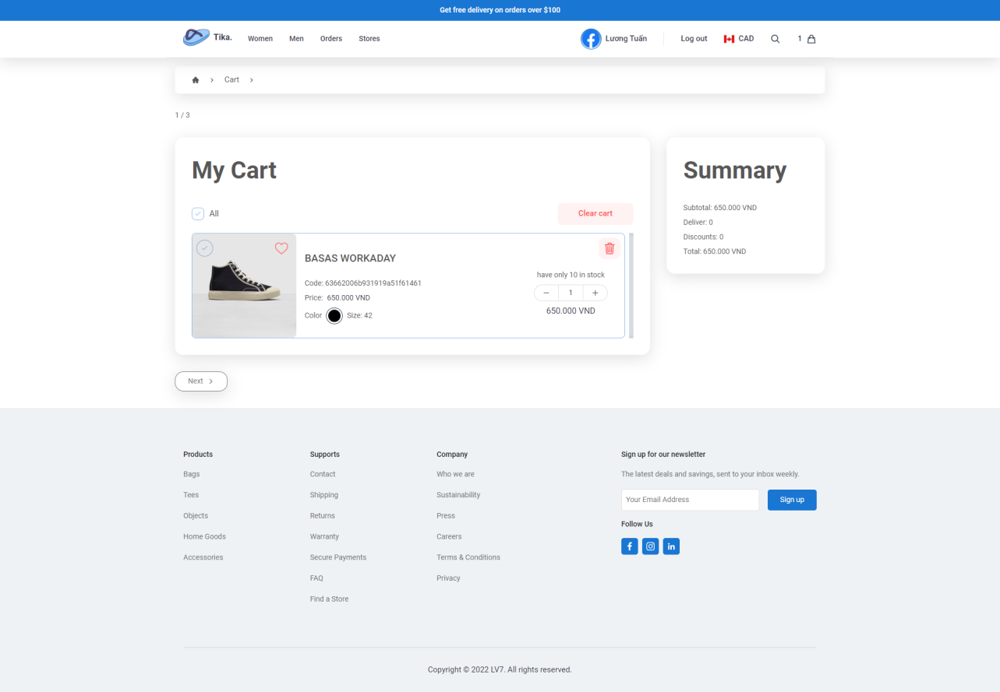 Get free delivery on orders over $100
Tika. Women Men Orders Stores Lương Tuấn Log out CAD 1
Cart
1 / 3
My Cart
All Clear cart
BASAS WORKADAY
Code: 63662006b931919a51f61461
Price: 650.000 VND
Color Size: 42
have only 10 in stock
− 1 +
650.000 VND
Summary
Subtotal: 650.000 VND
Deliver: 0
Discounts: 0
Total: 650.000 VND
Next
Products
Bags
Tees
Objects
Home Goods
Accessories
Supports
Contact
Shipping
Returns
Warranty
Secure Payments
FAQ
Find a Store
Company
Who we are
Sustainability
Press
Careers
Terms & Conditions
Privacy
Sign up for our newsletter
The latest deals and savings, sent to your inbox weekly.
Your Email Address Sign up
Follow Us
Copyright © 2022 LV7. All rights reserved.